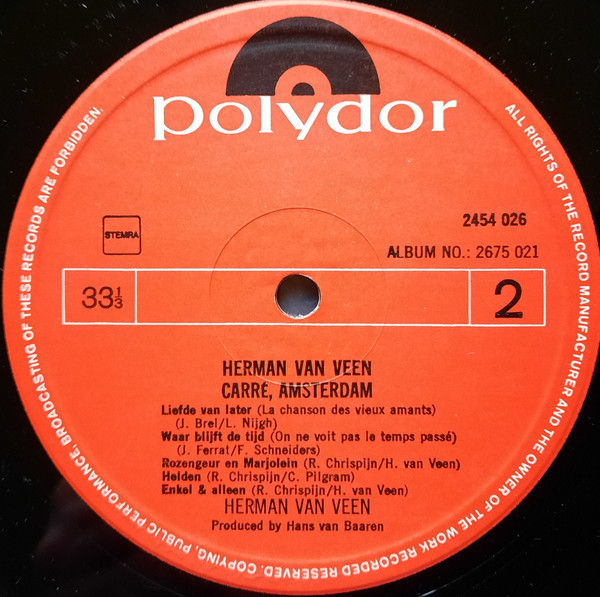 polydor
STEMRA
2454 026
ALBUM NO.: 2675 021
33 1/3
2
HERMAN VAN VEEN
CARRÉ, AMSTERDAM
Liefde van later (La chanson des vieux amants)
(J. Brel/L. Nijgh)
Waar blijft de tijd (On ne voit pas le temps passé)
(J. Ferrat/F. Schneiders)
Rozengeur en Marjolein (R. Chrispijn/H. van Veen)
Helden (R. Chrispijn/C. Pilgram)
Enkel & alleen (R. Chrispijn/H. van Veen)
HERMAN VAN VEEN
Produced by Hans van Baaren
ALL RIGHTS OF THE RECORD MANUFACTURER AND THE OWNER OF THE WORK RECORDED RESERVED. COPYING, PUBLIC PERFORMANCE, BROADCASTING OF THESE RECORDS ARE FORBIDDEN.